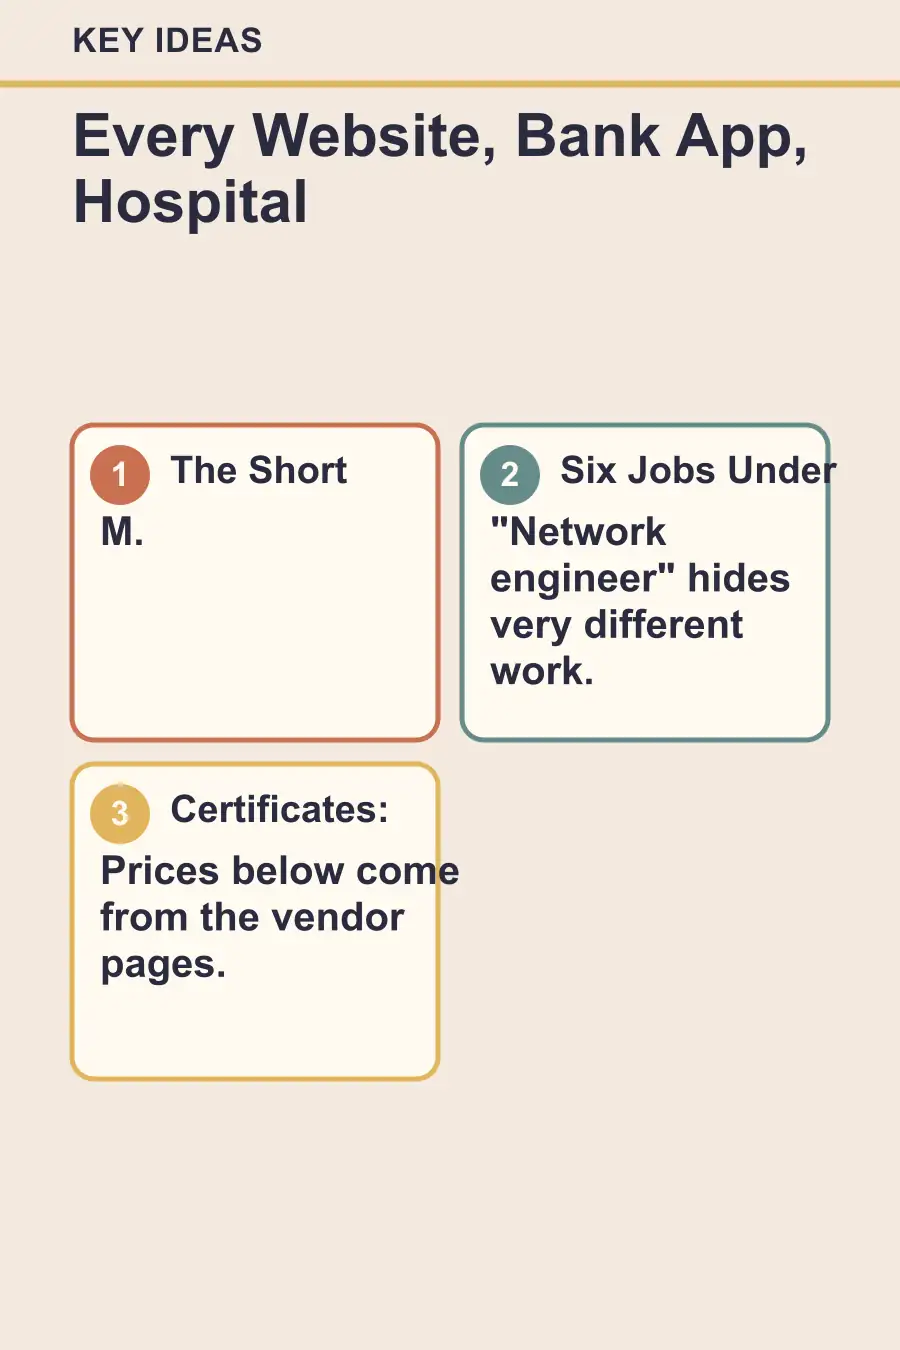 KEY IDEAS
Every Website, Bank App,
Hospital
1 The Short
M.
2 Six Jobs Under
"Network
engineer" hides
very different
work.
3 Certificates:
Prices below come
from the vendor
pages.